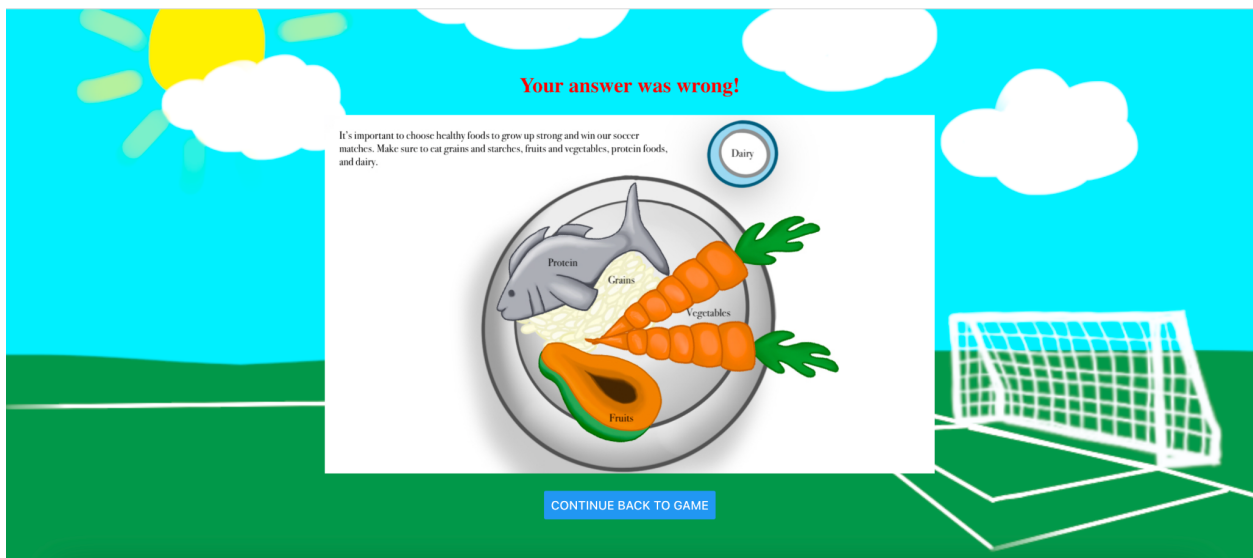 Your answer was wrong!
It's important to choose healthy foods to grow up strong and win our soccer
matches. Make sure to eat grains and starches, fruits and vegetables, protein foods,
and dairy.
Dairy
Protein
Grains
Vegetables
Fruits
CONTINUE BACK TO GAME